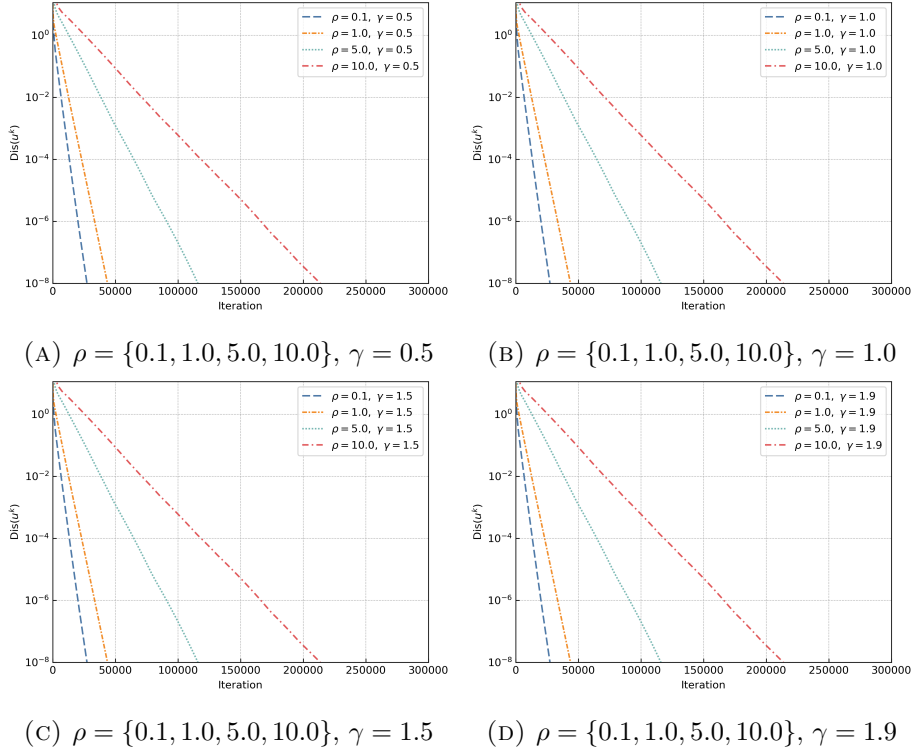 ρ = 0.1, γ = 0.5
ρ = 1.0, γ = 0.5
ρ = 5.0, γ = 0.5
ρ = 10.0, γ = 0.5
10⁰
10⁻²
10⁻⁴
10⁻⁶
10⁻⁸
Dis(uᵏ)
0 50000 100000 150000 200000 250000 300000
Iteration
(A) ρ = {0.1, 1.0, 5.0, 10.0}, γ = 0.5
ρ = 0.1, γ = 1.0
ρ = 1.0, γ = 1.0
ρ = 5.0, γ = 1.0
ρ = 10.0, γ = 1.0
10⁰
10⁻²
10⁻⁴
10⁻⁶
10⁻⁸
Dis(uᵏ)
0 50000 100000 150000 200000 250000 300000
Iteration
(B) ρ = {0.1, 1.0, 5.0, 10.0}, γ = 1.0
ρ = 0.1, γ = 1.5
ρ = 1.0, γ = 1.5
ρ = 5.0, γ = 1.5
ρ = 10.0, γ = 1.5
10⁰
10⁻²
10⁻⁴
10⁻⁶
10⁻⁸
Dis(uᵏ)
0 50000 100000 150000 200000 250000 300000
Iteration
(C) ρ = {0.1, 1.0, 5.0, 10.0}, γ = 1.5
ρ = 0.1, γ = 1.9
ρ = 1.0, γ = 1.9
ρ = 5.0, γ = 1.9
ρ = 10.0, γ = 1.9
10⁰
10⁻²
10⁻⁴
10⁻⁶
10⁻⁸
Dis(uᵏ)
0 50000 100000 150000 200000 250000 300000
Iteration
(D) ρ = {0.1, 1.0, 5.0, 10.0}, γ = 1.9